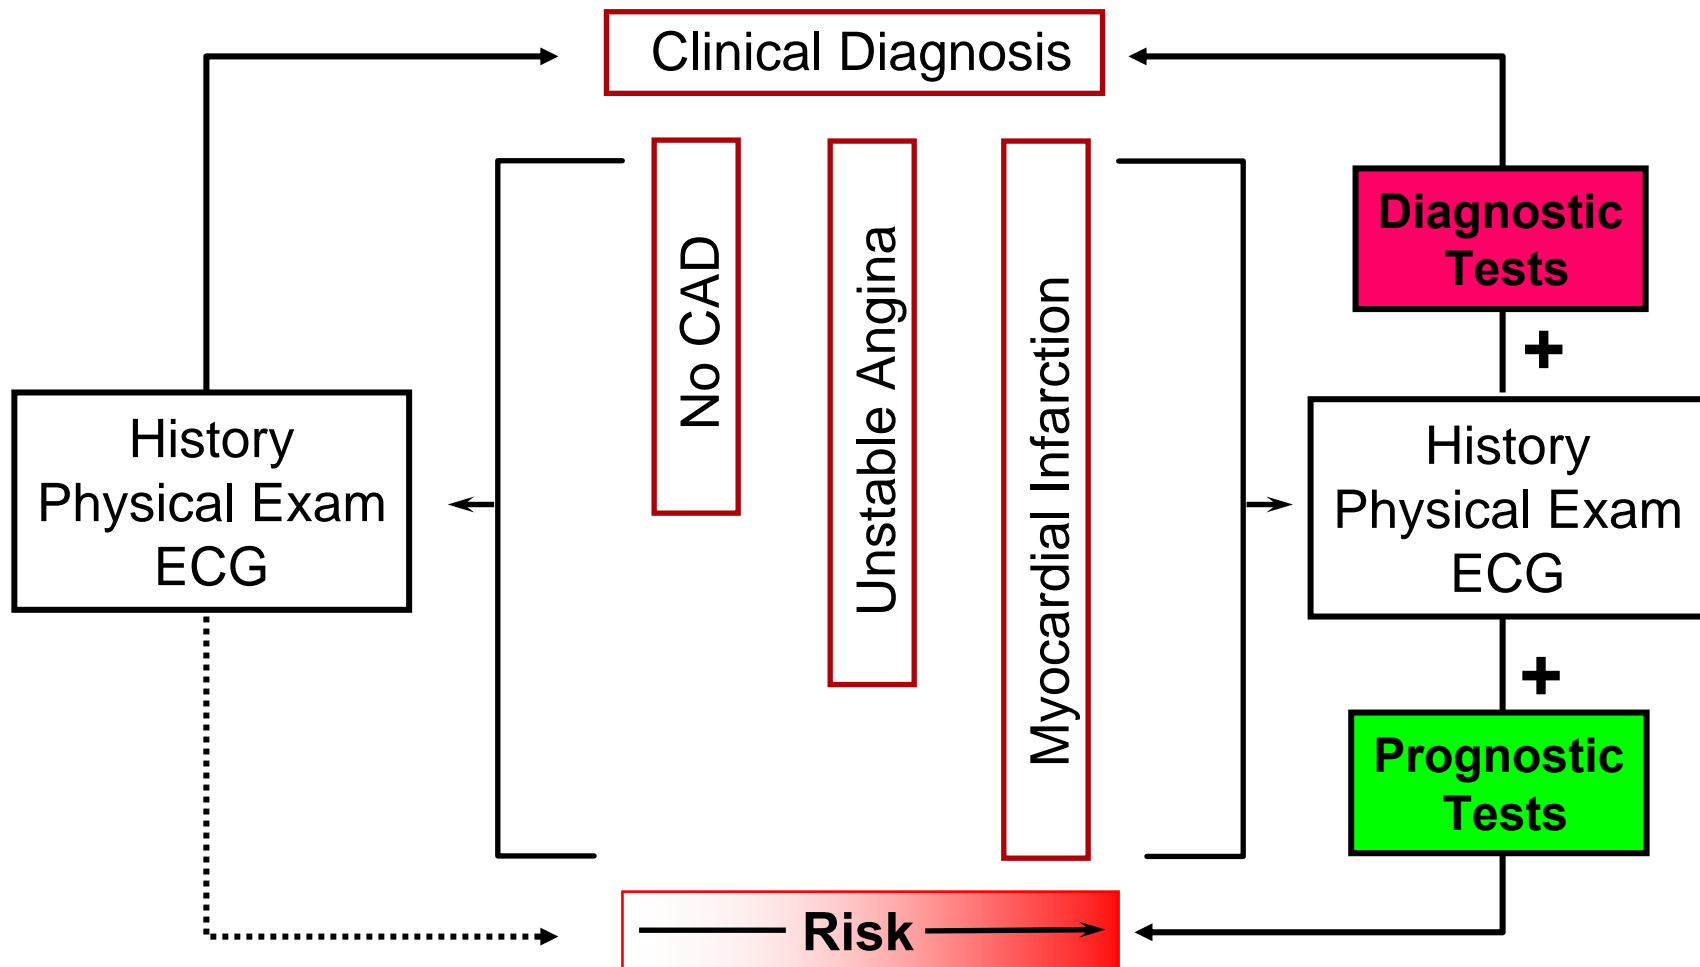 Clinical Diagnosis
No CAD
Unstable Angina
Myocardial Infarction
Diagnostic
Tests
+
History
Physical Exam
ECG
History
Physical Exam
ECG
+
Prognostic
Tests
Risk